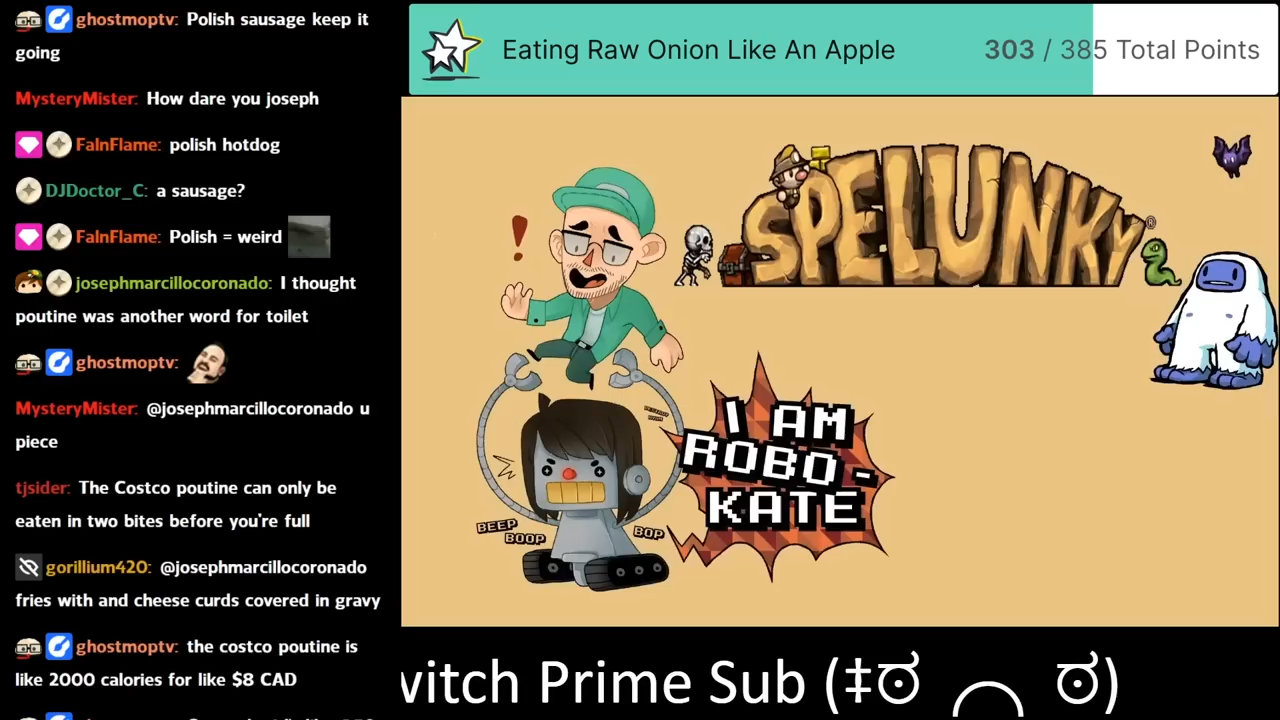 ghostmoptv: Polish sausage keep it
going
MysteryMister: How dare you joseph
FalnFlame: polish hotdog
DJDoctor_C: a sausage?
FalnFlame: Polish = weird
josephmarcillocoronado: I thought
poutine was another word for toilet
ghostmoptv:
MysteryMister: @josephmarcillocoronado u
piece
tjsider: The Costco poutine can only be
eaten in two bites before you're full
gorillium420: @josephmarcillocoronado
fries with and cheese curds covered in gravy
ghostmoptv: the costco poutine is
like 2000 calories for like $8 CAD
Eating Raw Onion Like An Apple
303 / 385 Total Points
!
SPELUNKY®
I AM
ROBO-
KATE
BEEP
BOOP
BOP
witch Prime Sub (‡ಠ ⁀ ಠ)